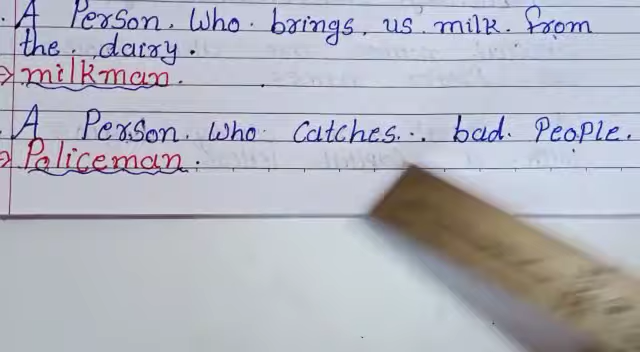 A Person. Who. brings. us. milk. from
the. dairy.
milkman.
A Person. Who. Catches... bad. People.
Policeman.